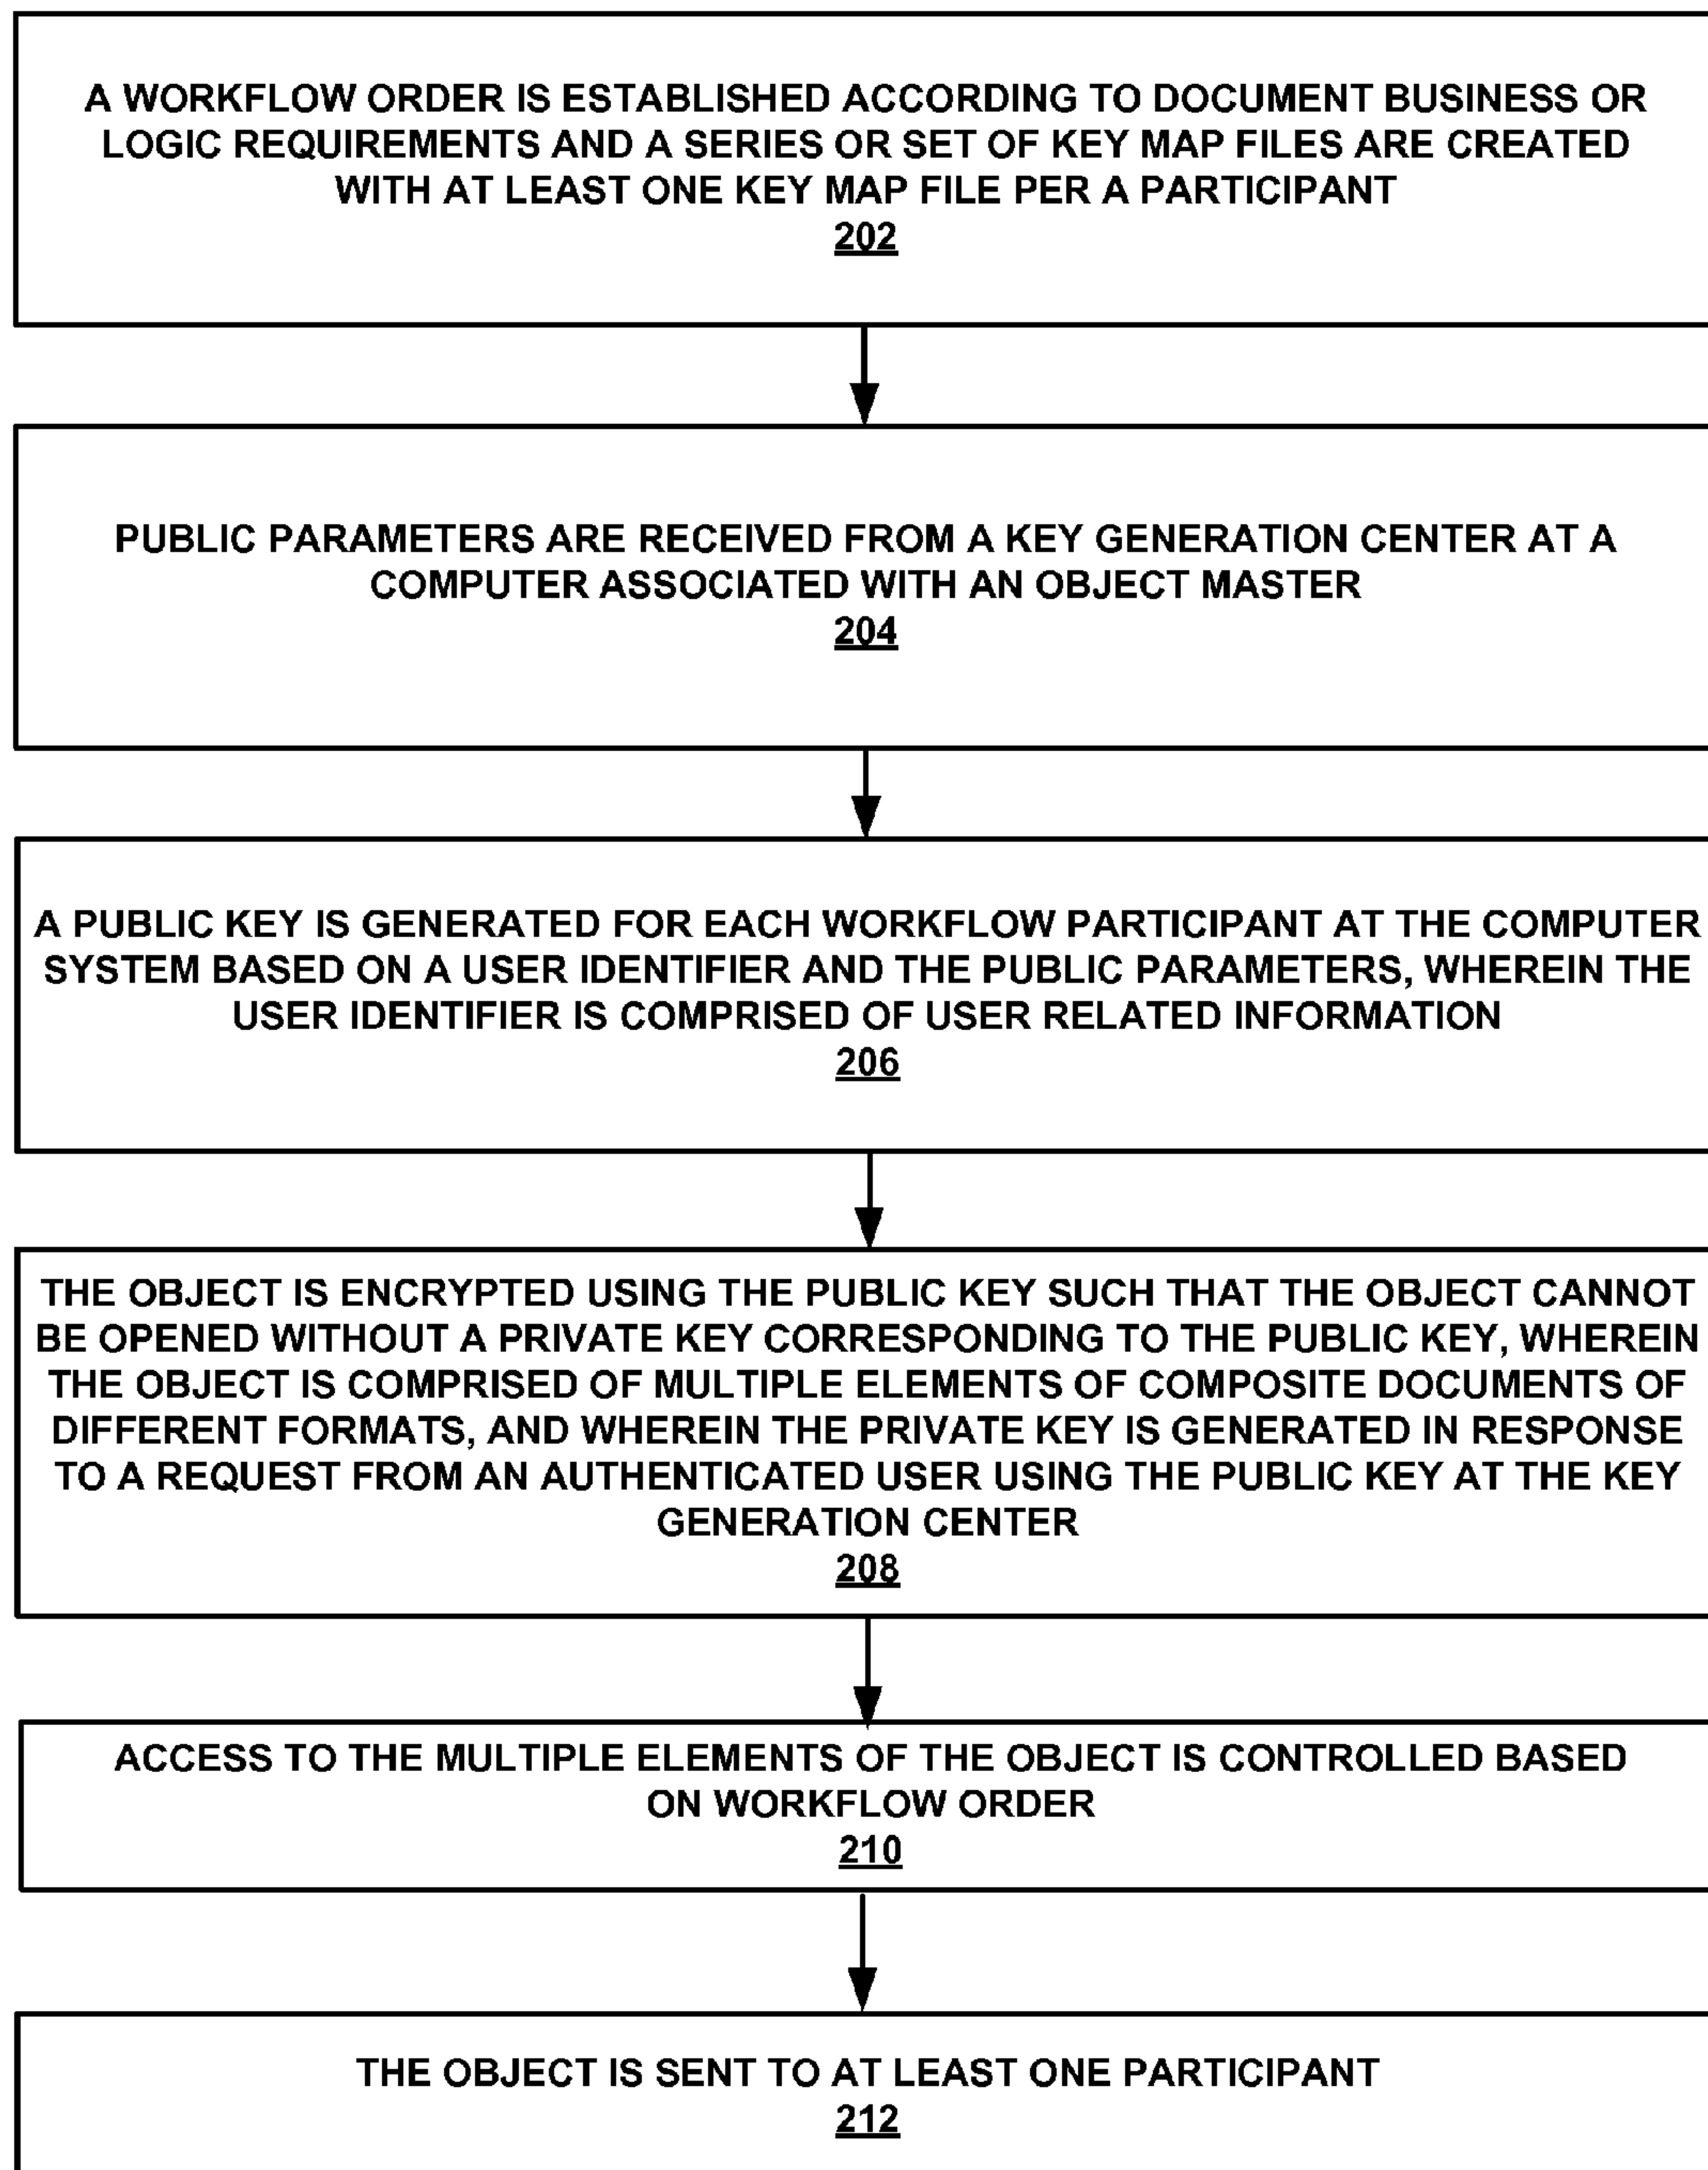 A WORKFLOW ORDER IS ESTABLISHED ACCORDING TO DOCUMENT BUSINESS OR
LOGIC REQUIREMENTS AND A SERIES OR SET OF KEY MAP FILES ARE CREATED
WITH AT LEAST ONE KEY MAP FILE PER A PARTICIPANT
202
PUBLIC PARAMETERS ARE RECEIVED FROM A KEY GENERATION CENTER AT A
COMPUTER ASSOCIATED WITH AN OBJECT MASTER
204
A PUBLIC KEY IS GENERATED FOR EACH WORKFLOW PARTICIPANT AT THE COMPUTER
SYSTEM BASED ON A USER IDENTIFIER AND THE PUBLIC PARAMETERS, WHEREIN THE
USER IDENTIFIER IS COMPRISED OF USER RELATED INFORMATION
206
THE OBJECT IS ENCRYPTED USING THE PUBLIC KEY SUCH THAT THE OBJECT CANNOT
BE OPENED WITHOUT A PRIVATE KEY CORRESPONDING TO THE PUBLIC KEY, WHEREIN
THE OBJECT IS COMPRISED OF MULTIPLE ELEMENTS OF COMPOSITE DOCUMENTS OF
DIFFERENT FORMATS, AND WHEREIN THE PRIVATE KEY IS GENERATED IN RESPONSE
TO A REQUEST FROM AN AUTHENTICATED USER USING THE PUBLIC KEY AT THE KEY
GENERATION CENTER
208
ACCESS TO THE MULTIPLE ELEMENTS OF THE OBJECT IS CONTROLLED BASED
ON WORKFLOW ORDER
210
THE OBJECT IS SENT TO AT LEAST ONE PARTICIPANT
212